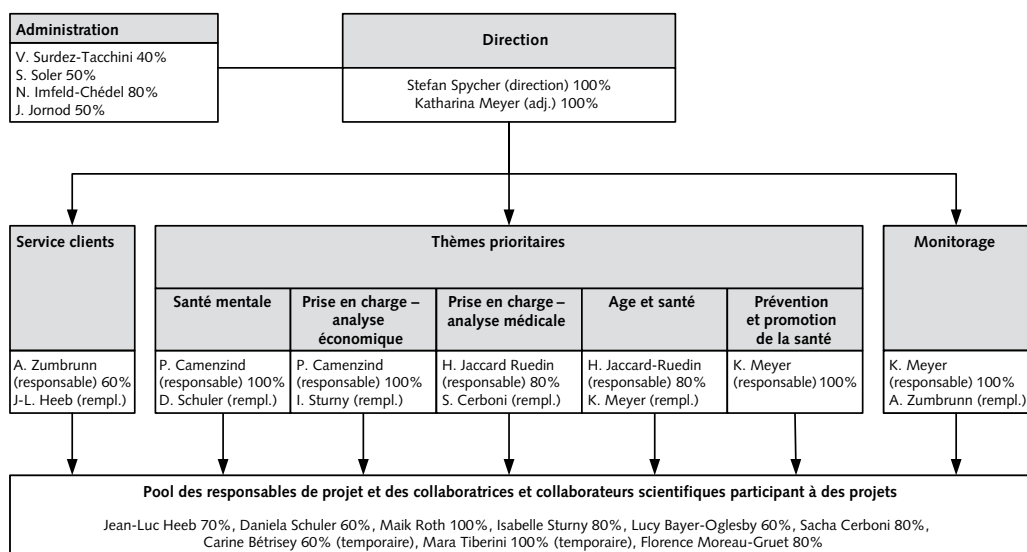 Administration
V. Surdez-Tacchini 40%
S. Soler 50%
N. Imfeld-Chédel 80%
J. Jornod 50%
Direction
Stefan Spycher (direction) 100%
Katharina Meyer (adj.) 100%
Service clients
A. Zumbrunn
(responsable) 60%
J-L. Heeb (rempl.)
Thèmes prioritaires
Santé mentale
P. Camenzind
(responsable) 100%
D. Schuler (rempl.)
Prise en charge –
analyse
économique
P. Camenzind
(responsable) 100%
I. Sturny (rempl.)
Prise en charge –
analyse médicale
H. Jaccard Ruedin
(responsable) 80%
S. Cerboni (rempl.)
Age et santé
H. Jaccard-Ruedin
(responsable) 80%
K. Meyer (rempl.)
Prévention
et promotion
de la santé
K. Meyer
(responsable) 100%
Monitorage
K. Meyer
(responsable) 100%
A. Zumbrunn (rempl.)
Pool des responsables de projet et des collaboratrices et collaborateurs scientifiques participant à des projets
Jean-Luc Heeb 70%, Daniela Schuler 60%, Maik Roth 100%, Isabelle Sturny 80%, Lucy Bayer-Oglesby 60%, Sacha Cerboni 80%,
Carine Bétrisey 60% (temporaire), Mara Tiberini 100% (temporaire), Florence Moreau-Gruet 80%